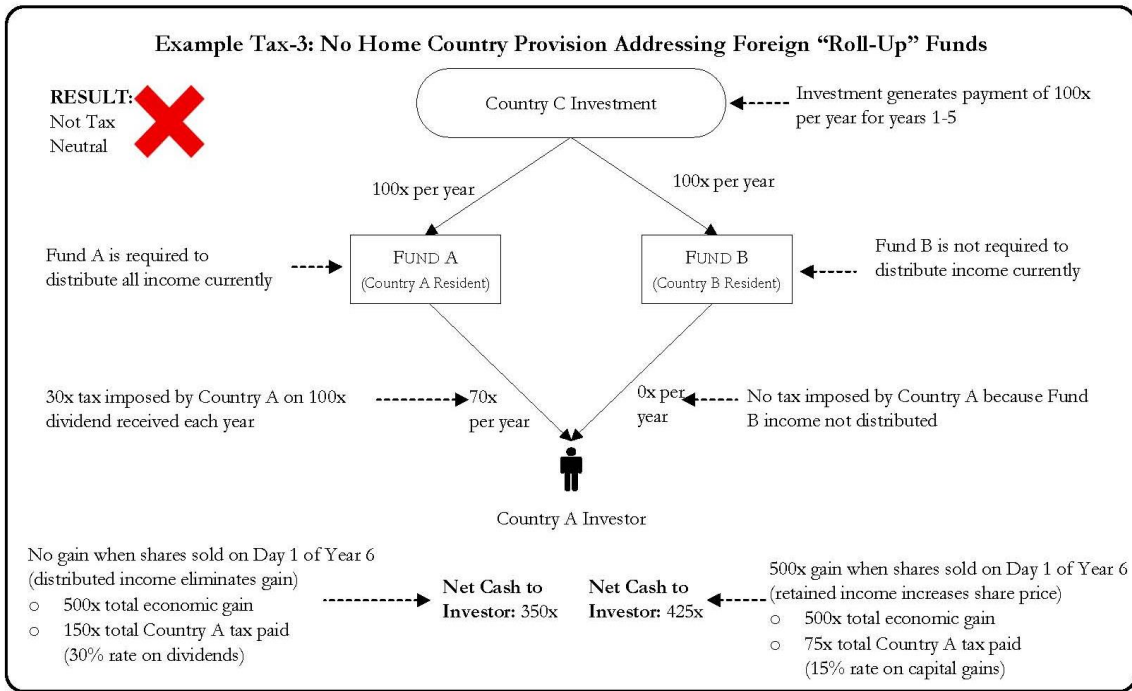 Example Tax-3: No Home Country Provision Addressing Foreign “Roll-Up” Funds
RESULT:
Not Tax
Neutral
Country C Investment
Investment generates payment of 100x
per year for years 1-5
100x per year
100x per year
Fund A is required to
distribute all income currently
FUND A
(Country A Resident)
FUND B
(Country B Resident)
Fund B is not required to
distribute income currently
30x tax imposed by Country A on 100x
dividend received each year
70x
per year
0x per
year
No tax imposed by Country A because Fund
B income not distributed
Country A Investor
No gain when shares sold on Day 1 of Year 6
(distributed income eliminates gain)
o 500x total economic gain
o 150x total Country A tax paid
(30% rate on dividends)
Net Cash to
Investor: 350x
Net Cash to
Investor: 425x
500x gain when shares sold on Day 1 of Year 6
(retained income increases share price)
o 500x total economic gain
o 75x total Country A tax paid
(15% rate on capital gains)